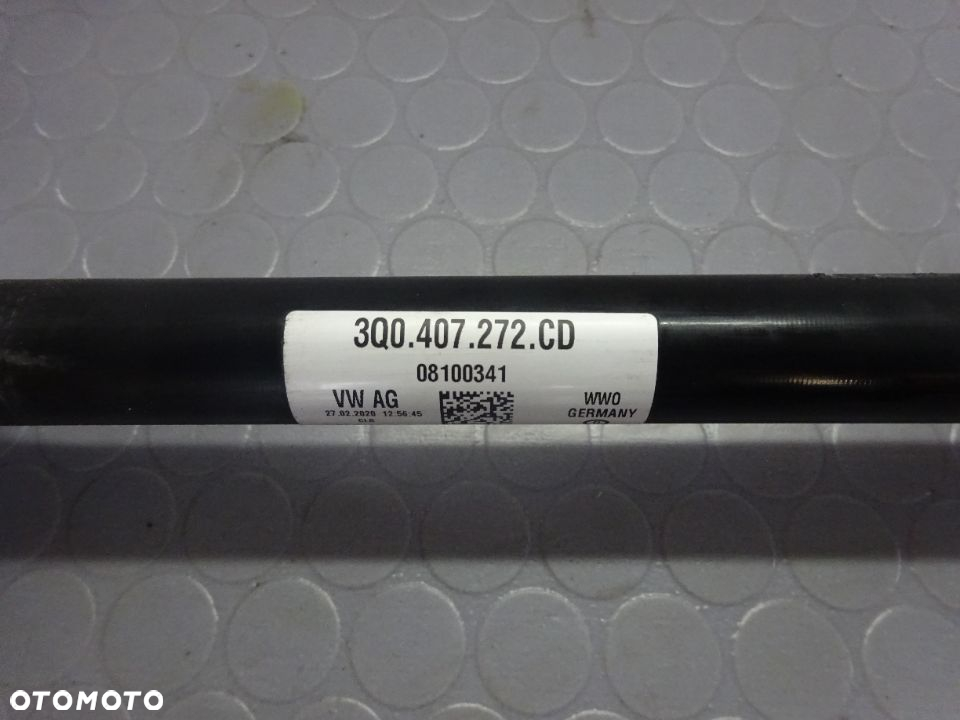 3Q0.407.272.CD
08100341
VW AG
27.02.2020 12:56:45
WW0
GERMANY
OTOMOTO